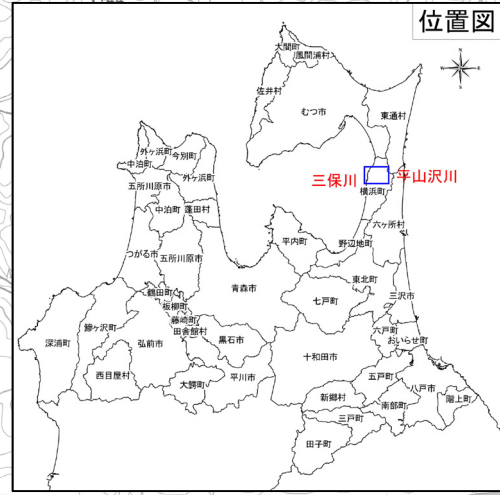 位置図
N
W
E
S
大間町
風間浦村
佐井村
むつ市
東通村
外ヶ浜町
今別町
中泊町
外ヶ浜町
五所川原市
中泊町
蓬田村
三保川
平山沢川
横浜町
六ヶ所村
つがる市
五所川原市
平内町
野辺地町
青森市
東北町
七戸町
三沢市
鶴田町
板柳町
藤崎町
田舎館村
黒石市
六戸町
おいらせ町
深浦町
鰺ヶ沢町
弘前市
十和田市
西目屋村
大鰐町
平川市
五戸町
八戸市
新郷村
南部町
階上町
三戸町
田子町